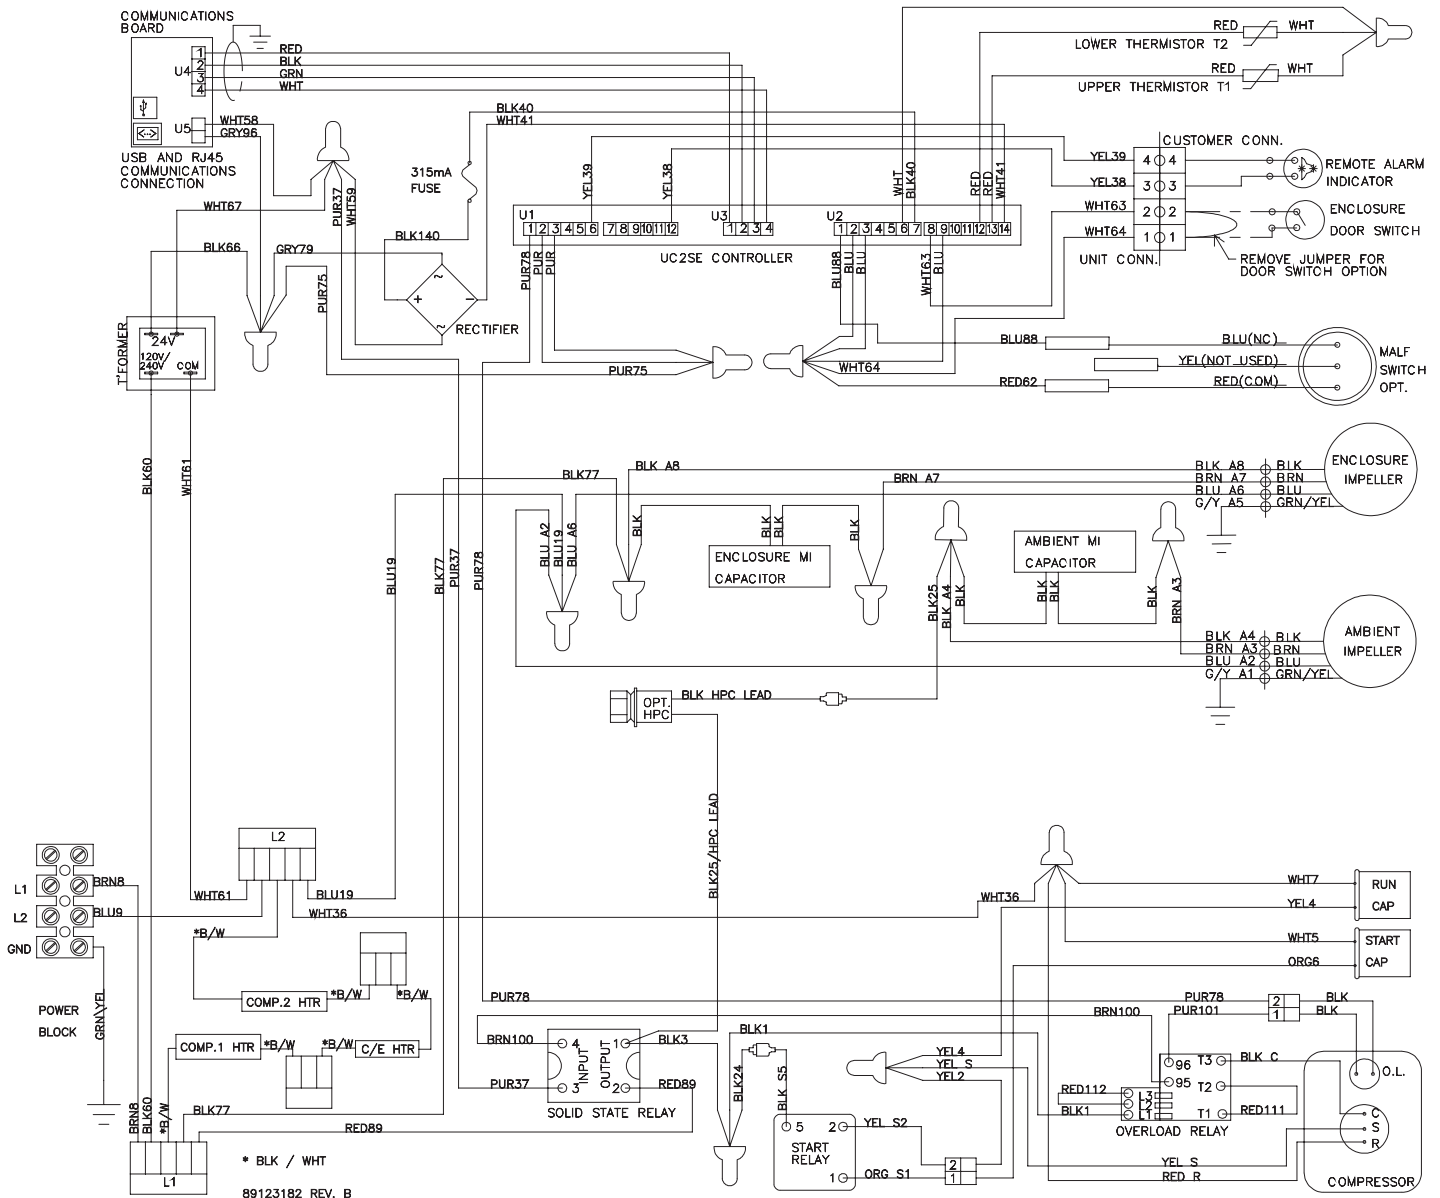 COMMUNICATIONS
BOARD
U4
1
2
3
4
RED
BLK
GRN
WHT
U5
WHT58
GRY96
USB AND RJ45
COMMUNICATIONS
CONNECTION
WHT67
BLK66
GRY79
PUR37
WHT59
PUR75
315mA
FUSE
BLK40
WHT41
BLK140
~
+
-
~
RECTIFIER
YEL39
YEL38
WHT
BLK40
RED
RED
WHT41
U1
1 2 3 4 5 6
7 8 9 10 11 12
U3
1 2 3 4
U2
1 2 3 4 5 6 7 8 9 10 11 12 13 14
UC2SE CONTROLLER
PUR78
PUR
PUR
BLU88
BLU
BLU
WHT63
BLU
RED
WHT
LOWER THERMISTOR T2
RED
WHT
UPPER THERMISTOR T1
CUSTOMER CONN.
YEL39
4 4
YEL38
3 3
WHT63
2 2
WHT64
1 1
UNIT CONN.
REMOTE ALARM
INDICATOR
ENCLOSURE
DOOR SWITCH
REMOVE JUMPER FOR
DOOR SWITCH OPTION
T'FORMER
24V
120V/
240V
COM
PUR75
WHT64
BLU88
BLU(NC)
YEL(NOT USED)
RED62
RED(COM)
MALF
SWITCH
OPT.
BLK60
WHT61
BLU19
BLK77
PUR37
PUR78
BLK77
BLK A8
BRN A7
BLU A2
BLU19
BLU A6
BLK
BLK
BLK
BLK
ENCLOSURE MI
CAPACITOR
BLK A8
BLK
BRN A7
BRN
BLU A6
BLU
G/Y A5
GRN/YEL
ENCLOSURE
IMPELLER
AMBIENT MI
CAPACITOR
BLK25
BLK A4
BLK
BLK
BLK
BLK
BRN A3
BLK A4
BLK
BRN A3
BRN
BLU A2
BLU
G/Y A1
GRN/YEL
AMBIENT
IMPELLER
OPT.
HPC
BLK HPC LEAD
BLK25/HPC LEAD
L2
L1
BRN8
L2
BLU9
GND
WHT61
BLU19
WHT36
*B/W
POWER
BLOCK
GRN\YEL
COMP.2 HTR
*B/W
*B/W
COMP.1 HTR
*B/W
*B/W
C/E HTR
BRN8
BLK60
*B/W
BLK77
RED89
L1
* BLK / WHT
89123182 REV. B
PUR78
BRN100
PUR37
4
3
INPUT
OUTPUT
1
2
BLK3
RED89
SOLID STATE RELAY
BLK1
BLK24
BLK S5
5
2
1
START
RELAY
YEL S2
ORG S1
2
1
YEL4
YEL S
YEL2
WHT36
WHT7
YEL4
RUN
CAP
WHT5
ORG6
START
CAP
PUR78
PUR101
2
1
BLK
BLK
BRN100
96
95
T3
T2
T1
L3
L2
L1
RED112
BLK1
BLK C
RED111
OVERLOAD RELAY
O.L.
C
S
R
YEL S
RED R
COMPRESSOR